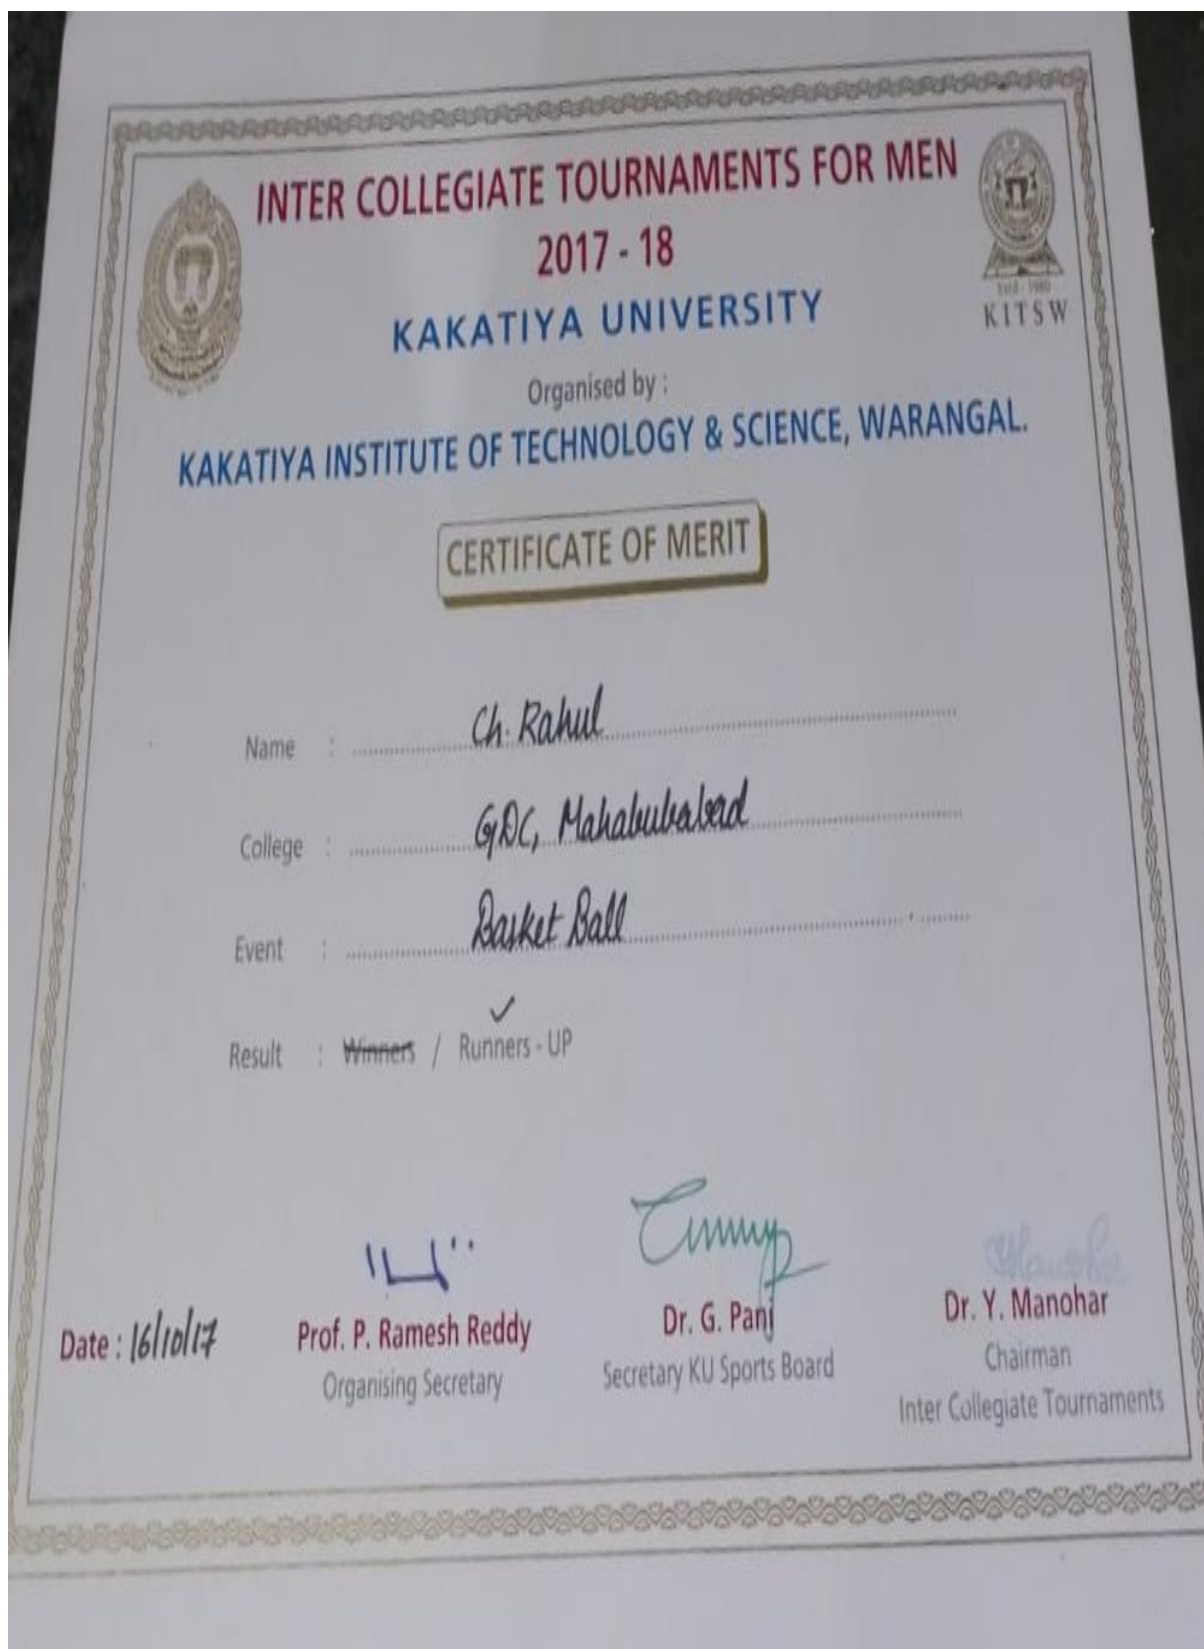 INTER COLLEGIATE TOURNAMENTS FOR MEN
2017 - 18
KAKATIYA UNIVERSITY
Organised by :
KAKATIYA INSTITUTE OF TECHNOLOGY & SCIENCE, WARANGAL.
KITSW
CERTIFICATE OF MERIT
Name : Ch. Rahul
College : GDC, Mahabubabad
Event : Basket Ball
Result : Winners / Runners - UP
Date : 16/10/17
Prof. P. Ramesh Reddy
Organising Secretary
Dr. G. Pani
Secretary KU Sports Board
Dr. Y. Manohar
Chairman
Inter Collegiate Tournaments